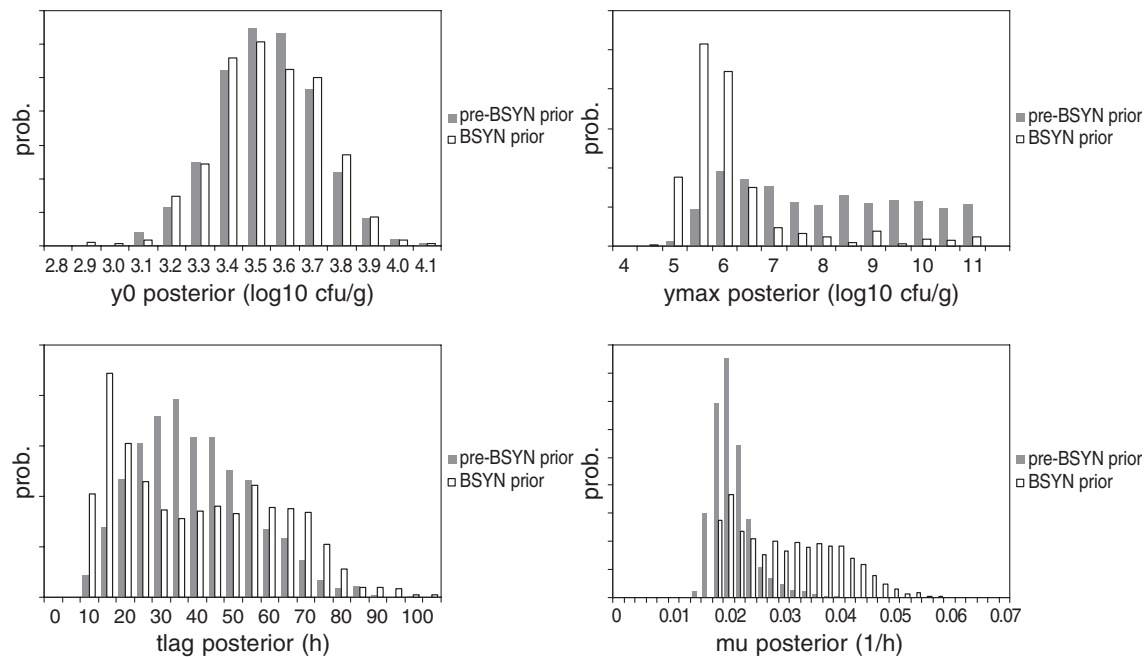 prob.
pre-BSYN prior
BSYN prior
2.8 2.9 3.0 3.1 3.2 3.3 3.4 3.5 3.6 3.7 3.8 3.9 4.0 4.1
y0 posterior (log10 cfu/g)
prob.
pre-BSYN prior
BSYN prior
4 5 6 7 8 9 10 11
ymax posterior (log10 cfu/g)
prob.
pre-BSYN prior
BSYN prior
0 10 20 30 40 50 60 70 80 90 100
tlag posterior (h)
prob.
pre-BSYN prior
BSYN prior
0 0.01 0.02 0.03 0.04 0.05 0.06 0.07
mu posterior (1/h)